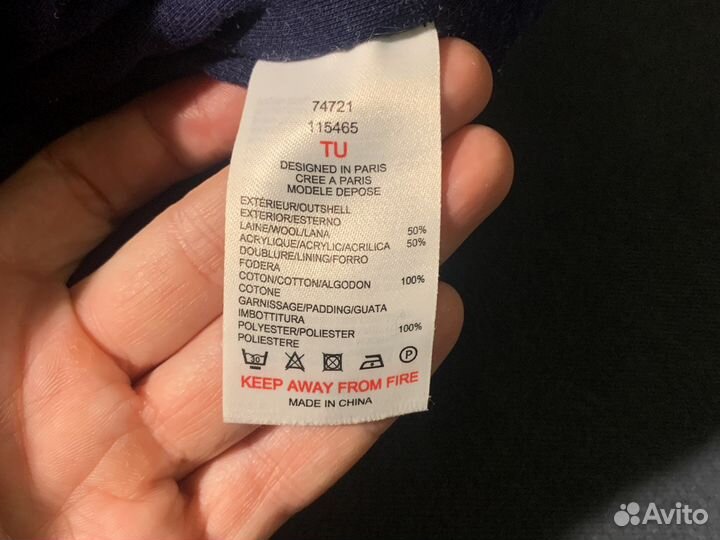 74721
115465
TU
DESIGNED IN PARIS
CREE A PARIS
MODELE DEPOSE
EXTÉRIEUR/OUTSHELL
EXTERIOR/ESTERNO
LAINE/WOOL/LANA 50%
ACRYLIQUE/ACRYLIC/ACRILICA 50%
DOUBLURE/LINING/FORRO
FODERA
COTON/COTTON/ALGODON 100%
COTONE
GARNISSAGE/PADDING/GUATA
IMBOTTITURA
POLYESTER/POLIESTER 100%
POLIESTERE
30 P
KEEP AWAY FROM FIRE
MADE IN CHINA
Avito